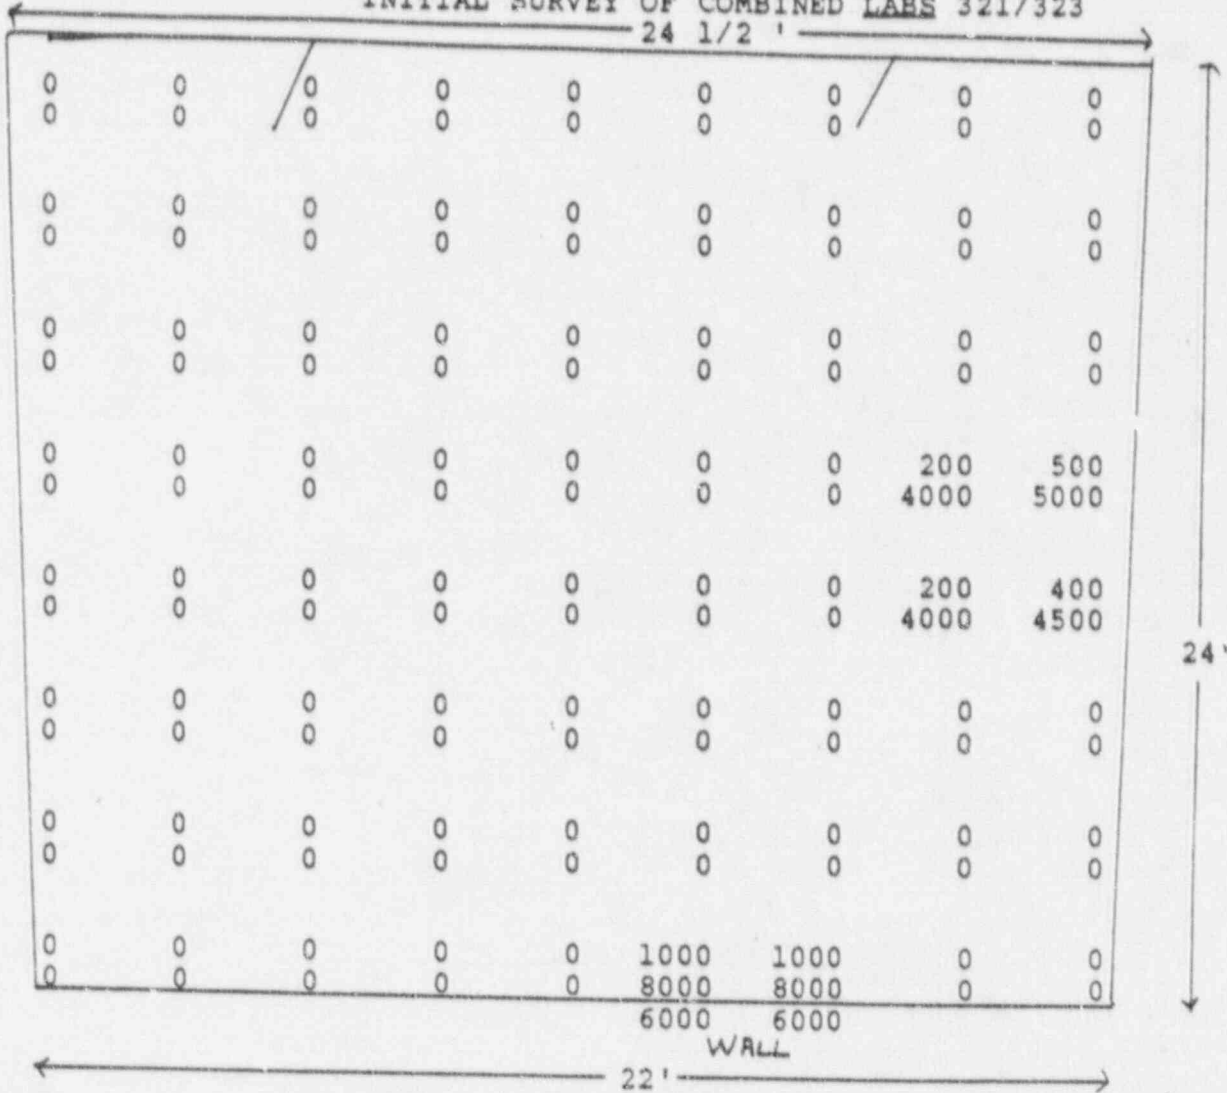 INITIAL SURVEY OF COMBINED LABS 321/323
24 1/2 '
0 0 0 0 0 0 0 0 0
0 0 0 0 0 0 0 0 0
0 0 0 0 0 0 0 0 0
0 0 0 0 0 0 0 0 0
0 0 0 0 0 0 0 0 0
0 0 0 0 0 0 0 0 0
0 0 0 0 0 0 0 200 500
0 0 0 0 0 0 0 4000 5000
0 0 0 0 0 0 0 200 400
0 0 0 0 0 0 0 4000 4500
24'
0 0 0 0 0 0 0 0 0
0 0 0 0 0 0 0 0 0
0 0 0 0 0 0 0 0 0
0 0 0 0 0 0 0 0 0
0 0 0 0 0 1000 1000 0 0
0 0 0 0 0 8000 8000 0 0
6000 6000
WALL
22'